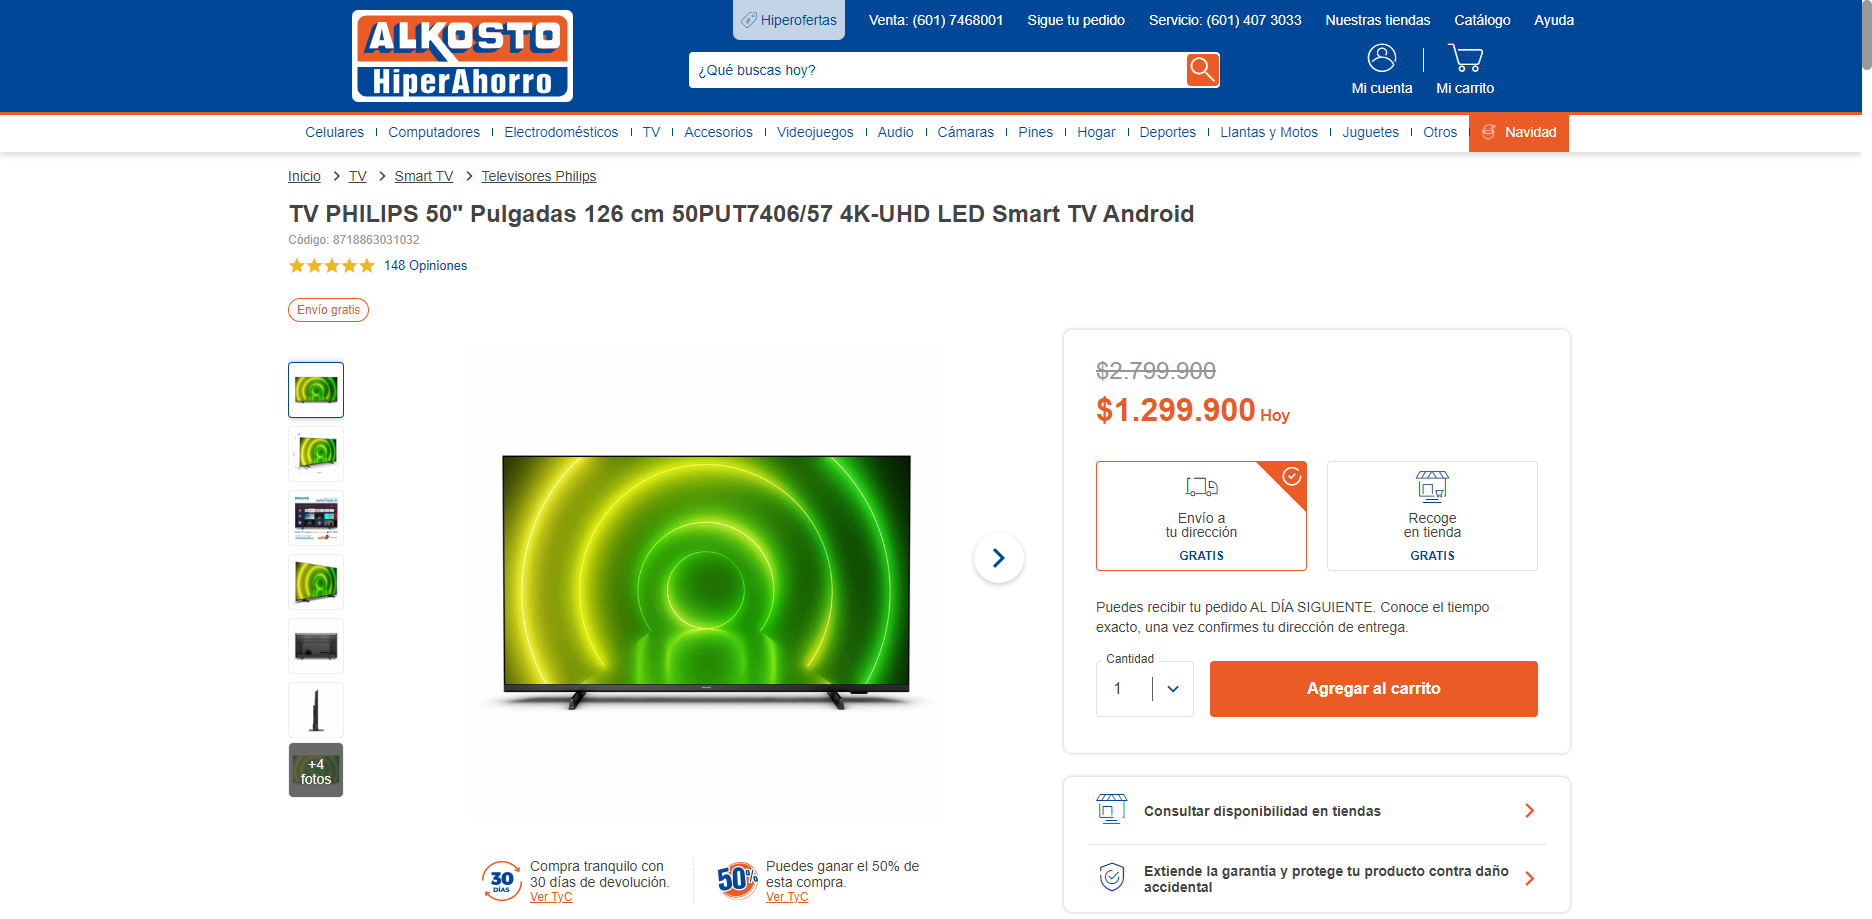 ALKOSTO
HiperAhorro
Hiperofertas
Venta: (601) 7468001
Sigue tu pedido
Servicio: (601) 407 3033
Nuestras tiendas
Catálogo
Ayuda
¿Qué buscas hoy?
Mi cuenta
Mi carrito
Celulares
Computadores
Electrodomésticos
TV
Accesorios
Videojuegos
Audio
Cámaras
Pines
Hogar
Deportes
Llantas y Motos
Juguetes
Otros
Navidad
Inicio > TV > Smart TV > Televisores Philips
TV PHILIPS 50" Pulgadas 126 cm 50PUT7406/57 4K-UHD LED Smart TV Android
Código: 8718863031032
148 Opiniones
Envío gratis
+4
fotos
$2.799.900
$1.299.900 Hoy
Envío a
tu dirección
GRATIS
Recoge
en tienda
GRATIS
Puedes recibir tu pedido AL DÍA SIGUIENTE. Conoce el tiempo
exacto, una vez confirmes tu dirección de entrega.
Cantidad
1
Agregar al carrito
Consultar disponibilidad en tiendas
Extiende la garantía y protege tu producto contra daño
accidental
30
DÍAS
Compra tranquilo con
30 días de devolución.
Ver TyC
50%
Puedes ganar el 50% de
esta compra.
Ver TyC